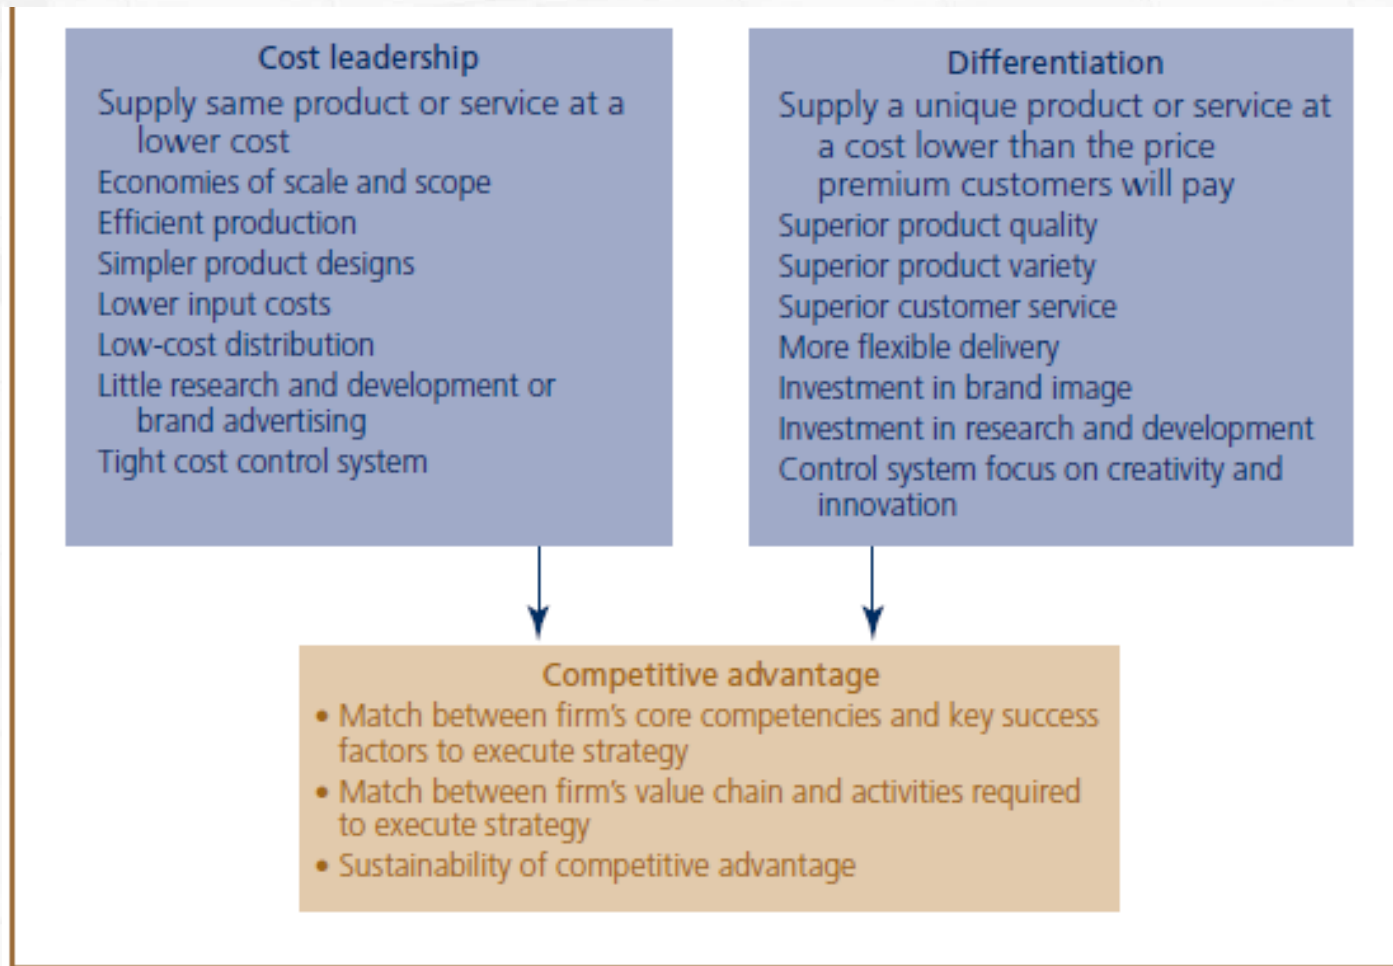 Cost leadership
Supply same product or service at a
lower cost
Economies of scale and scope
Efficient production
Simpler product designs
Lower input costs
Low-cost distribution
Little research and development or
brand advertising
Tight cost control system
Differentiation
Supply a unique product or service at
a cost lower than the price
premium customers will pay
Superior product quality
Superior product variety
Superior customer service
More flexible delivery
Investment in brand image
Investment in research and development
Control system focus on creativity and
innovation
Competitive advantage
• Match between firm's core competencies and key success
factors to execute strategy
• Match between firm's value chain and activities required
to execute strategy
• Sustainability of competitive advantage